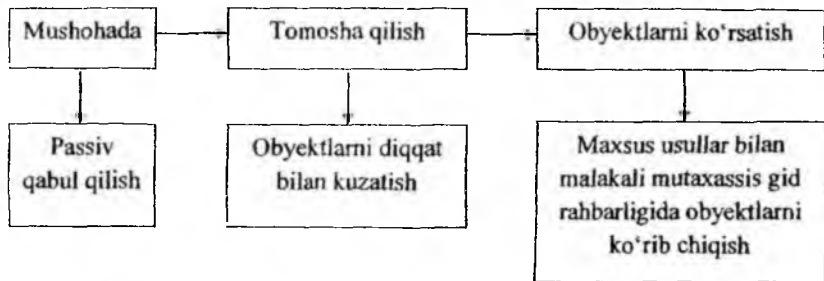 Mushohada
Tomosha qilish
Obyektlarni ko‘rsatish
Passiv
qabul qilish
Obyektlarni diqqat
bilan kuzatish
Maxsus usullar bilan
malakali mutaxassis gid
rahbarligida obyektlarni
ko‘rib chiqish